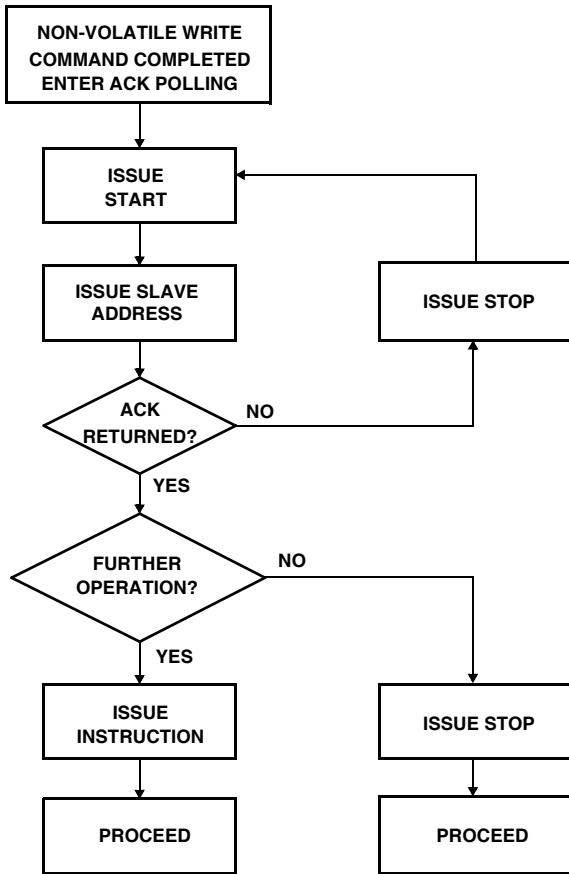 NON-VOLATILE WRITE
COMMAND COMPLETED
ENTER ACK POLLING
ISSUE
START
ISSUE SLAVE
ADDRESS
ISSUE STOP
ACK
RETURNED?
NO
YES
FURTHER
OPERATION?
NO
YES
ISSUE
INSTRUCTION
ISSUE STOP
PROCEED
PROCEED